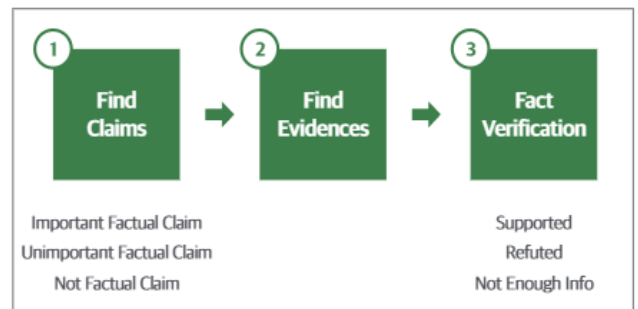 1
Find
Claims
2
Find
Evidences
3
Fact
Verification
Important Factual Claim
Unimportant Factual Claim
Not Factual Claim
Supported
Refuted
Not Enough Info